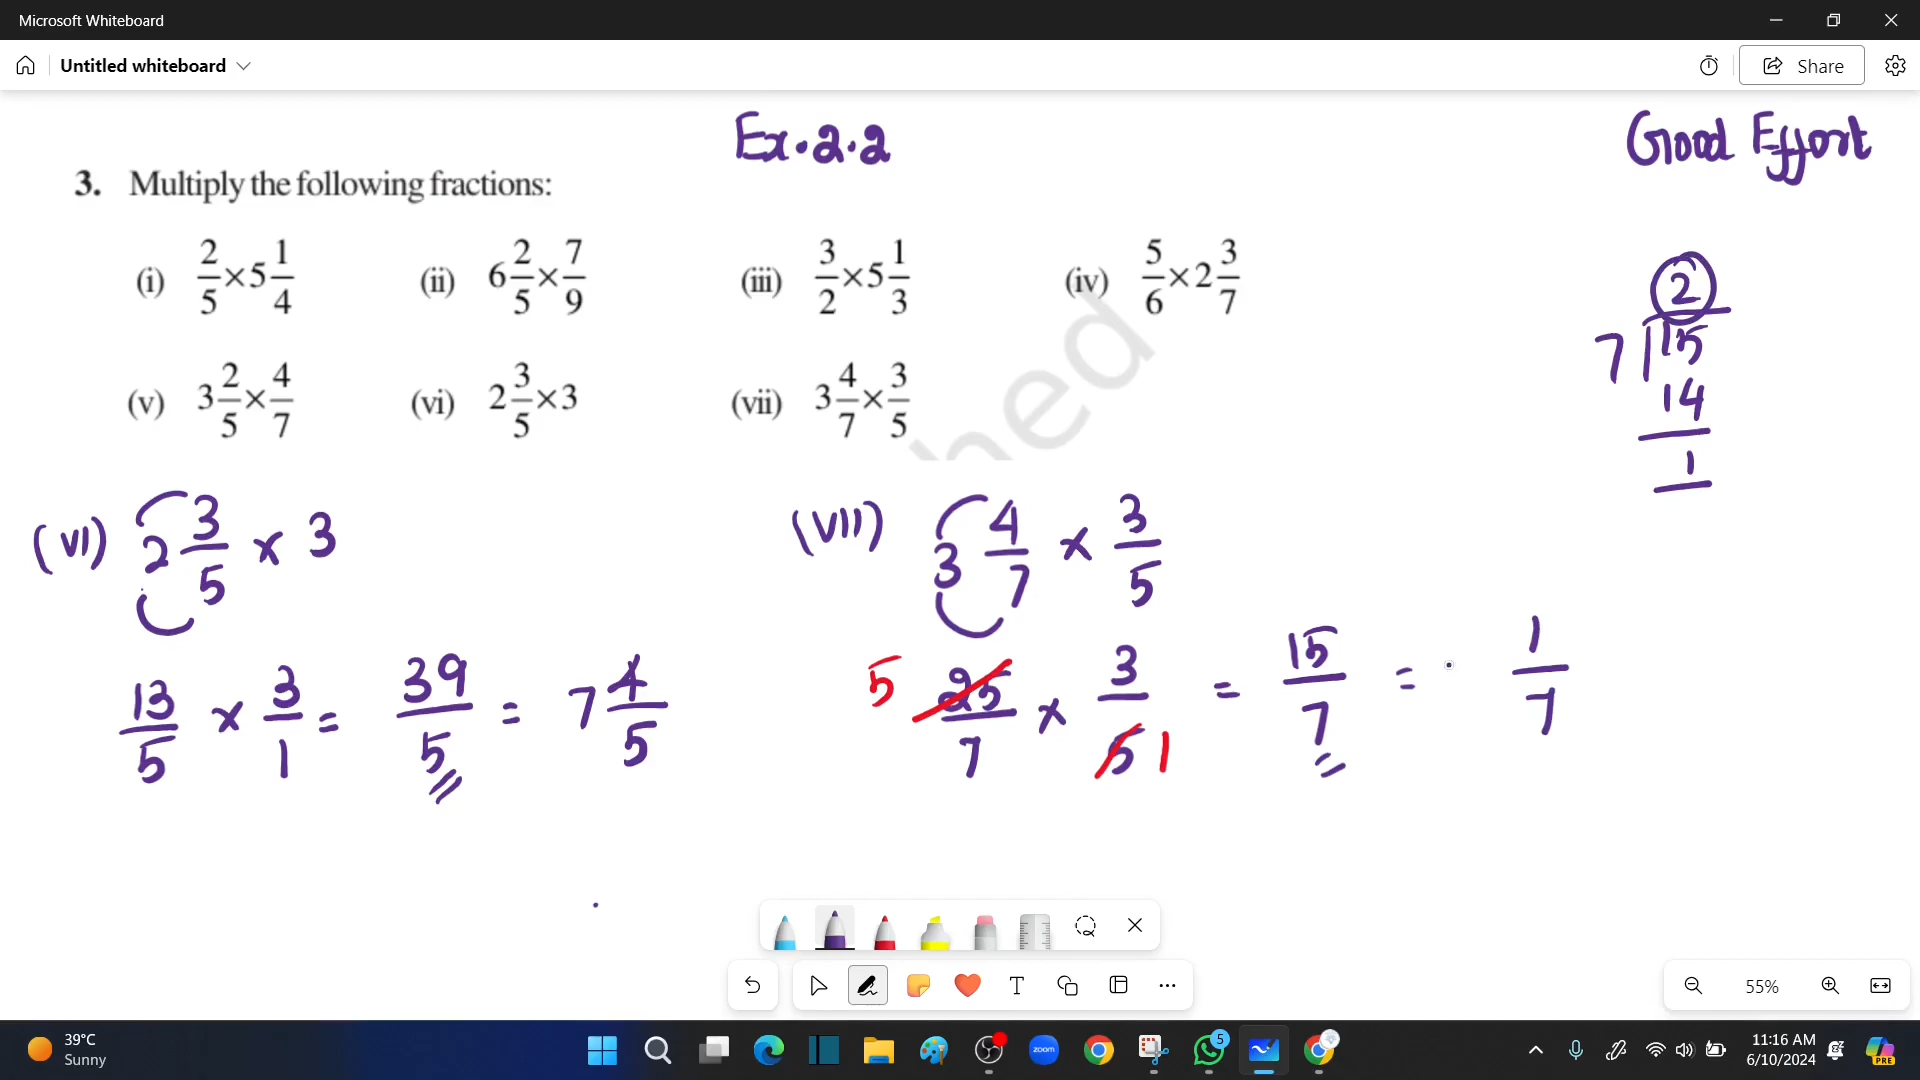 Microsoft Whiteboard
Untitled whiteboard
Share
Ex.2.2
Good Effort
3. Multiply the following fractions:
(i) 2/5 × 5 1/4 (ii) 6 2/5 × 7/9 (iii) 3/2 × 5 1/3 (iv) 5/6 × 2 3/7
(v) 3 2/5 × 4/7 (vi) 2 3/5 × 3 (vii) 3 4/7 × 3/5
hed
2
7 15
14
1
(vi) 2 3/5 × 3
13/5 × 3/1 = 39/5 = 7 4/5
(vii) 3 4/7 × 3/5
5 25/7 × 3/5 1 = 15/7 = 1/7
55%
39°C
Sunny
zoom
5
11:16 AM
6/10/2024
PRE